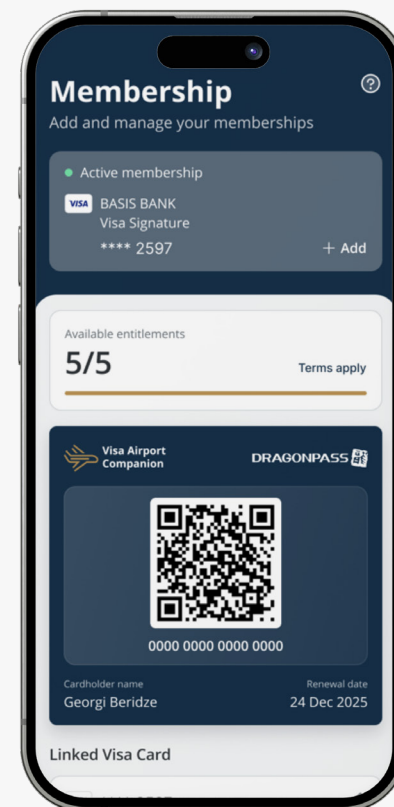 Membership
Add and manage your memberships
Active membership
VISA BASIS BANK
Visa Signature
**** 2597
+ Add
Available entitlements
5/5
Terms apply
Visa Airport
Companion
DRAGONPASS
0000 0000 0000 0000
Cardholder name
Renewal date
Georgi Beridze
24 Dec 2025
Linked Visa Card